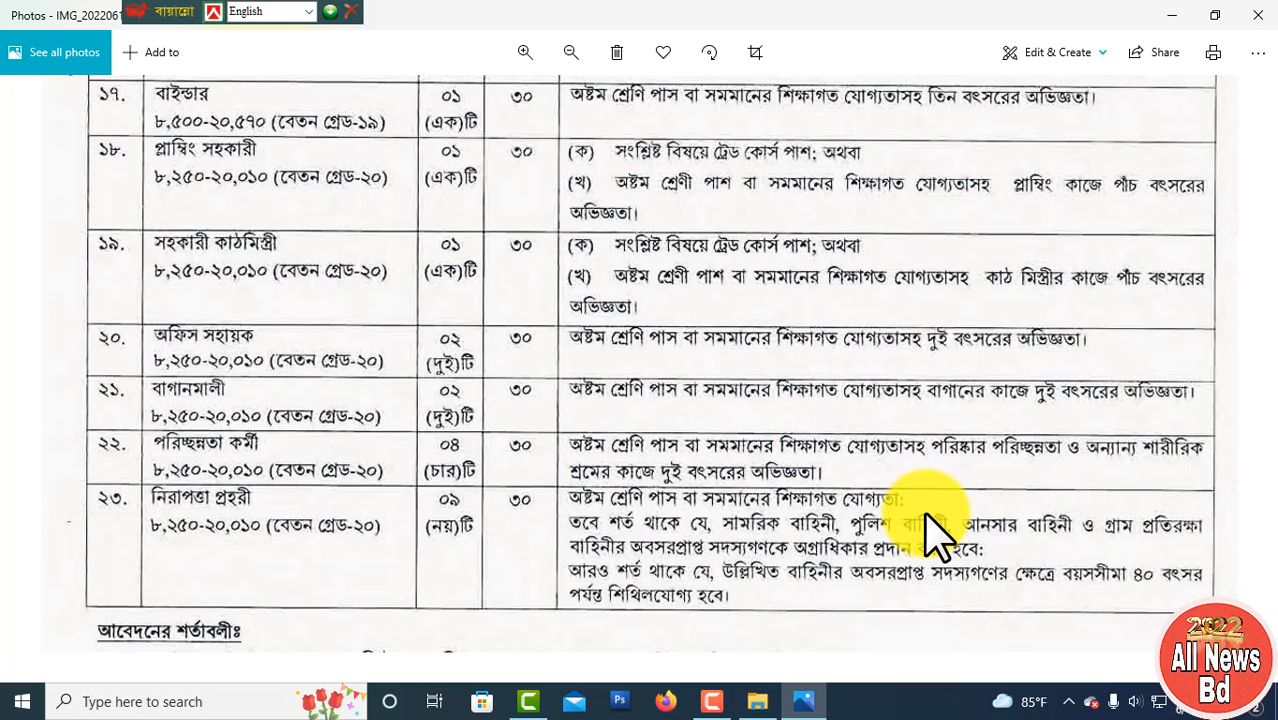 Photos - IMG_2022061
বায়ান্নো
English
See all photos
Add to
Edit & Create
Share
১৭.
বাইন্ডার
৮,৫০০-২০,৫৭০ (বেতন গ্রেড-১৯)
০১
(এক)টি
৩০
অষ্টম শ্রেণি পাস বা সমমানের শিক্ষাগত যোগ্যতাসহ তিন বৎসরের অভিজ্ঞতা।
১৮.
প্লাম্বিং সহকারী
৮,২৫০-২০,০১০ (বেতন গ্রেড-২০)
০১
(এক)টি
৩০
(ক) সংশ্লিষ্ট বিষয়ে ট্রেড কোর্স পাশ; অথবা
(খ) অষ্টম শ্রেণী পাশ বা সমমানের শিক্ষাগত যোগ্যতাসহ প্লাম্বিং কাজে পাঁচ বৎসরের
অভিজ্ঞতা।
১৯.
সহকারী কাঠমিস্ত্রী
৮,২৫০-২০,০১০ (বেতন গ্রেড-২০)
০১
(এক)টি
৩০
(ক) সংশ্লিষ্ট বিষয়ে ট্রেড কোর্স পাশ; অথবা
(খ) অষ্টম শ্রেণী পাশ বা সমমানের শিক্ষাগত যোগ্যতাসহ কাঠ মিস্ত্রীর কাজে পাঁচ বৎসরের
অভিজ্ঞতা।
২০.
অফিস সহায়ক
৮,২৫০-২০,০১০ (বেতন গ্রেড-২০)
০২
(দুই)টি
৩০
অষ্টম শ্রেণি পাস বা সমমানের শিক্ষাগত যোগ্যতাসহ দুই বৎসরের অভিজ্ঞতা।
২১.
বাগানমালী
৮,২৫০-২০,০১০ (বেতন গ্রেড-২০)
০২
(দুই)টি
৩০
অষ্টম শ্রেণি পাস বা সমমানের শিক্ষাগত যোগ্যতাসহ বাগানের কাজে দুই বৎসরের অভিজ্ঞতা।
২২.
পরিচ্ছন্নতা কর্মী
৮,২৫০-২০,০১০ (বেতন গ্রেড-২০)
০৪
(চার)টি
৩০
অষ্টম শ্রেণি পাস বা সমমানের শিক্ষাগত যোগ্যতাসহ পরিষ্কার পরিচ্ছন্নতা ও অন্যান্য শারীরিক
শ্রমের কাজে দুই বৎসরের অভিজ্ঞতা।
২৩.
নিরাপত্তা প্রহরী
৮,২৫০-২০,০১০ (বেতন গ্রেড-২০)
০৯
(নয়)টি
৩০
অষ্টম শ্রেণি পাস বা সমমানের শিক্ষাগত যোগ্যতা:
তবে শর্ত থাকে যে, সামরিক বাহিনী, পুলিশ বাহিনী, আনসার বাহিনী ও গ্রাম প্রতিরক্ষা
বাহিনীর অবসরপ্রাপ্ত সদস্যগণকে অগ্রাধিকার প্রদান হবে:
আরও শর্ত থাকে যে, উল্লিখিত বাহিনীর অবসরপ্রাপ্ত সদস্যগণের ক্ষেত্রে বয়সসীমা ৪০ বৎসর
পর্যন্ত শিথিলযোগ্য হবে।
আবেদনের শর্তাবলীঃ
2022
All News
Bd
Type here to search
85°F